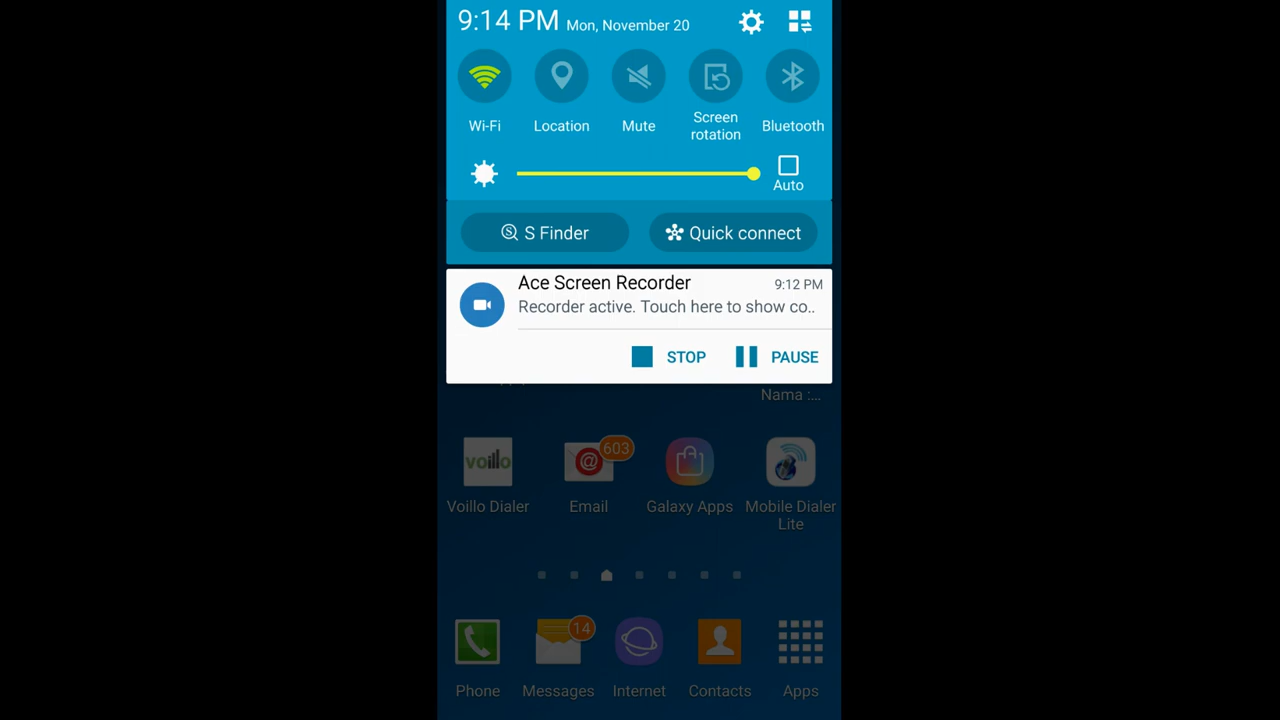 9:14 PM Mon, November 20
Wi-Fi Location Mute Screen rotation Bluetooth
Auto
S Finder Quick connect
Ace Screen Recorder 9:12 PM
Recorder active. Touch here to show co..
STOP PAUSE
Nama :...
voillo @ 603
Voillo Dialer Email Galaxy Apps Mobile Dialer Lite
14
Phone Messages Internet Contacts Apps